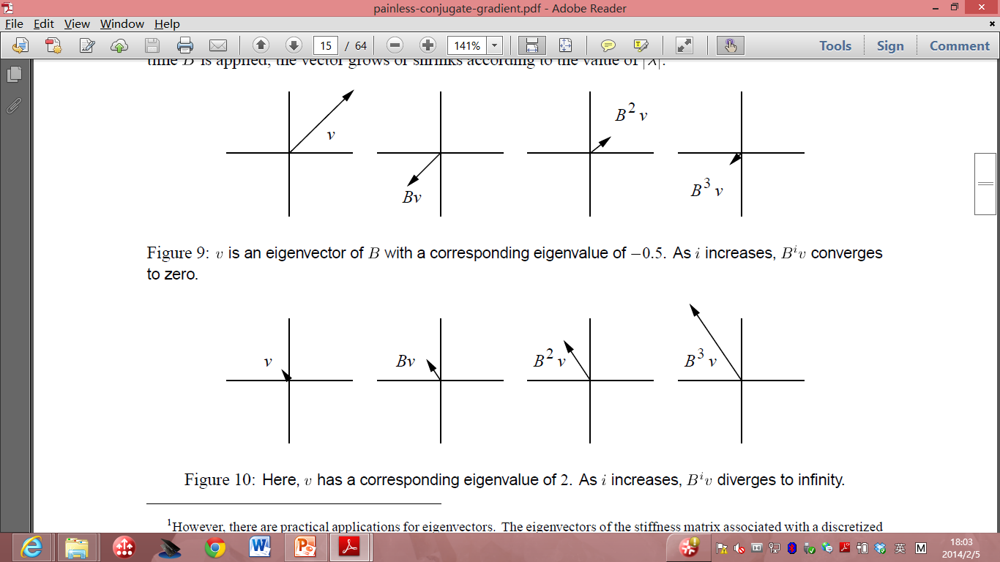 painless-conjugate-gradient.pdf - Adobe Reader
File Edit View Window Help
15 / 64 141% Tools Sign Comment
time B is applied, the vector grows or shrinks according to the value of |λ|.
v
Bv
B² v
B³ v
Figure 9: v is an eigenvector of B with a corresponding eigenvalue of −0.5. As i increases, Bⁱv converges
to zero.
v
Bv
B² v
B³ v
Figure 10: Here, v has a corresponding eigenvalue of 2. As i increases, Bⁱv diverges to infinity.
¹However, there are practical applications for eigenvectors. The eigenvectors of the stiffness matrix associated with a discretized
英 M 18:03
2014/2/5